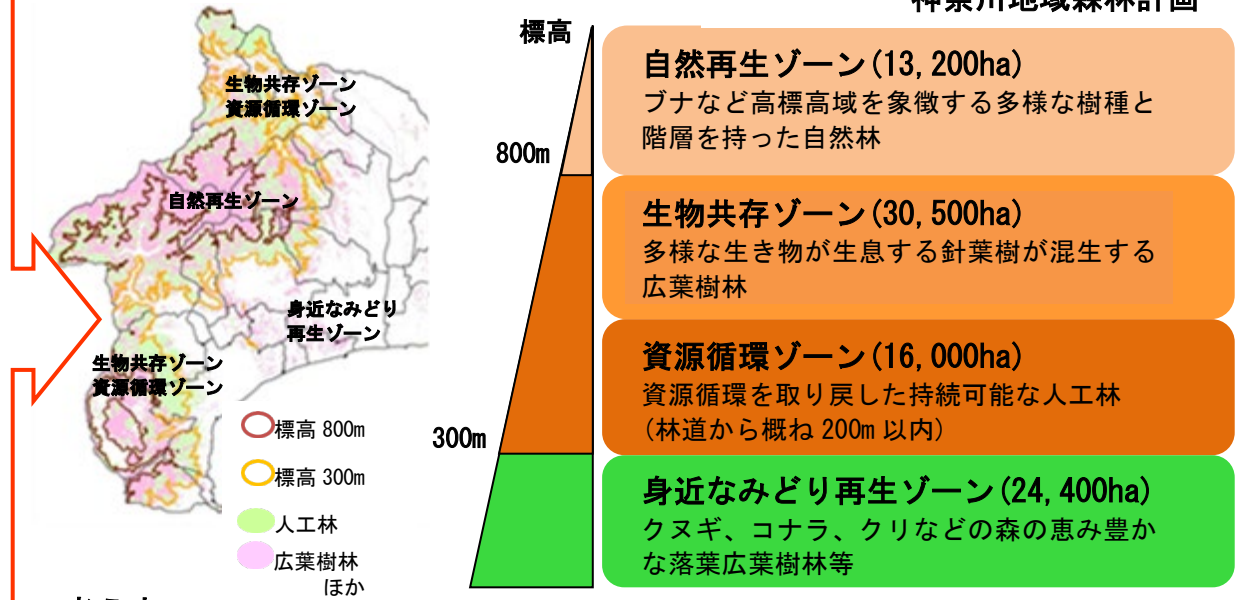 神奈川地域森林計画
標高
生物共存ゾーン
資源循環ゾーン
自然再生ゾーン
身近なみどり
再生ゾーン
生物共存ゾーン
資源循環ゾーン
標高 800m
標高 300m
人工林
広葉樹林
ほか
800m
300m
自然再生ゾーン(13,200ha)
ブナなど高標高域を象徴する多様な樹種と
階層を持った自然林
生物共存ゾーン(30,500ha)
多様な生き物が生息する針葉樹が混生する
広葉樹林
資源循環ゾーン(16,000ha)
資源循環を取り戻した持続可能な人工林
(林道から概ね 200m 以内)
身近なみどり再生ゾーン(24,400ha)
クヌギ、コナラ、クリなどの森の恵み豊か
な落葉広葉樹林等